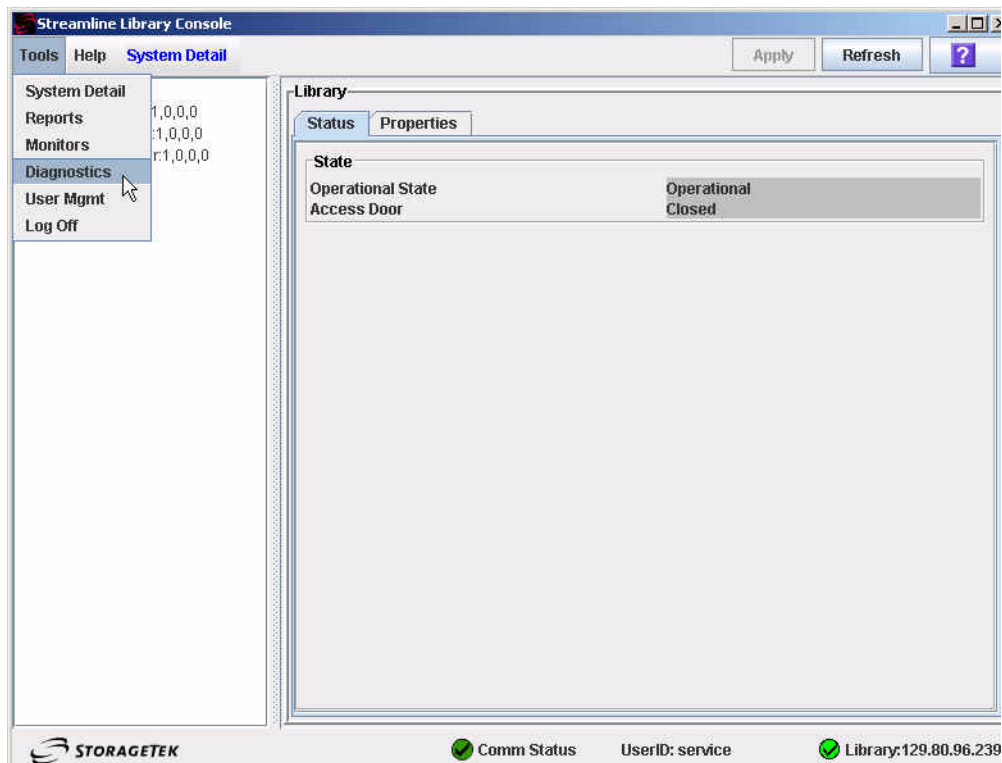 Streamline Library Console
Tools Help System Detail
Apply Refresh ?
System Detail
Reports
Monitors
Diagnostics
User Mgmt
Log Off
1,0,0,0
:1,0,0,0
r:1,0,0,0
Library
Status Properties
State
Operational State Operational
Access Door Closed
STORAGETEK Comm Status UserID: service Library:129.80.96.239